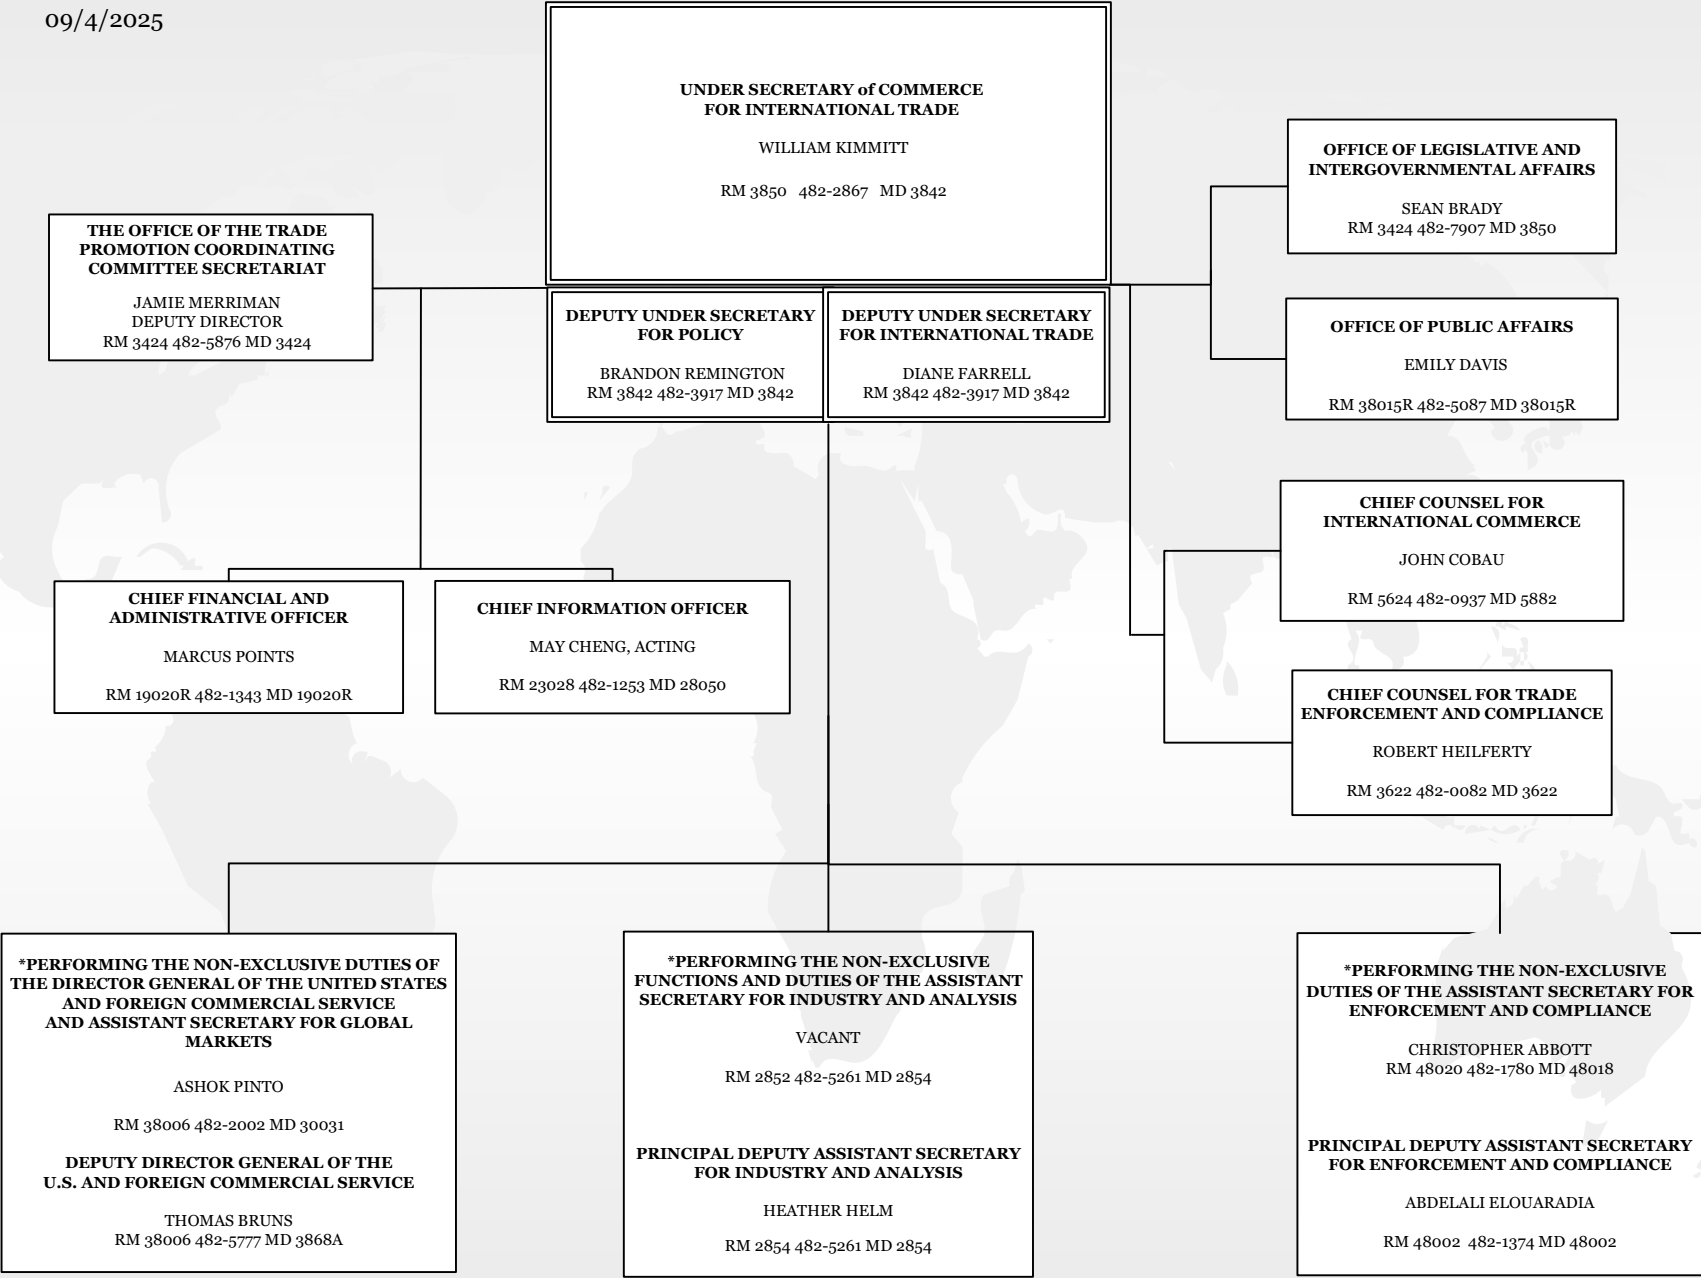 09/4/2025
UNDER SECRETARY of COMMERCE
FOR INTERNATIONAL TRADE
WILLIAM KIMMITT
RM 3850 482-2867 MD 3842
THE OFFICE OF THE TRADE
PROMOTION COORDINATING
COMMITTEE SECRETARIAT
JAMIE MERRIMAN
DEPUTY DIRECTOR
RM 3424 482-5876 MD 3424
DEPUTY UNDER SECRETARY
FOR POLICY
BRANDON REMINGTON
RM 3842 482-3917 MD 3842
DEPUTY UNDER SECRETARY
FOR INTERNATIONAL TRADE
DIANE FARRELL
RM 3842 482-3917 MD 3842
OFFICE OF LEGISLATIVE AND
INTERGOVERNMENTAL AFFAIRS
SEAN BRADY
RM 3424 482-7907 MD 3850
OFFICE OF PUBLIC AFFAIRS
EMILY DAVIS
RM 38015R 482-5087 MD 38015R
CHIEF COUNSEL FOR
INTERNATIONAL COMMERCE
JOHN COBAU
RM 5624 482-0937 MD 5882
CHIEF FINANCIAL AND
ADMINISTRATIVE OFFICER
MARCUS POINTS
RM 19020R 482-1343 MD 19020R
CHIEF INFORMATION OFFICER
MAY CHENG, ACTING
RM 23028 482-1253 MD 28050
CHIEF COUNSEL FOR TRADE
ENFORCEMENT AND COMPLIANCE
ROBERT HEILFERTY
RM 3622 482-0082 MD 3622
*PERFORMING THE NON-EXCLUSIVE DUTIES OF
THE DIRECTOR GENERAL OF THE UNITED STATES
AND FOREIGN COMMERCIAL SERVICE
AND ASSISTANT SECRETARY FOR GLOBAL
MARKETS
ASHOK PINTO
RM 38006 482-2002 MD 30031
DEPUTY DIRECTOR GENERAL OF THE
U.S. AND FOREIGN COMMERCIAL SERVICE
THOMAS BRUNS
RM 38006 482-5777 MD 3868A
*PERFORMING THE NON-EXCLUSIVE
FUNCTIONS AND DUTIES OF THE ASSISTANT
SECRETARY FOR INDUSTRY AND ANALYSIS
VACANT
RM 2852 482-5261 MD 2854
PRINCIPAL DEPUTY ASSISTANT SECRETARY
FOR INDUSTRY AND ANALYSIS
HEATHER HELM
RM 2854 482-5261 MD 2854
*PERFORMING THE NON-EXCLUSIVE
DUTIES OF THE ASSISTANT SECRETARY FOR
ENFORCEMENT AND COMPLIANCE
CHRISTOPHER ABBOTT
RM 48020 482-1780 MD 48018
PRINCIPAL DEPUTY ASSISTANT SECRETARY
FOR ENFORCEMENT AND COMPLIANCE
ABDELALI ELOUARADIA
RM 48002 482-1374 MD 48002